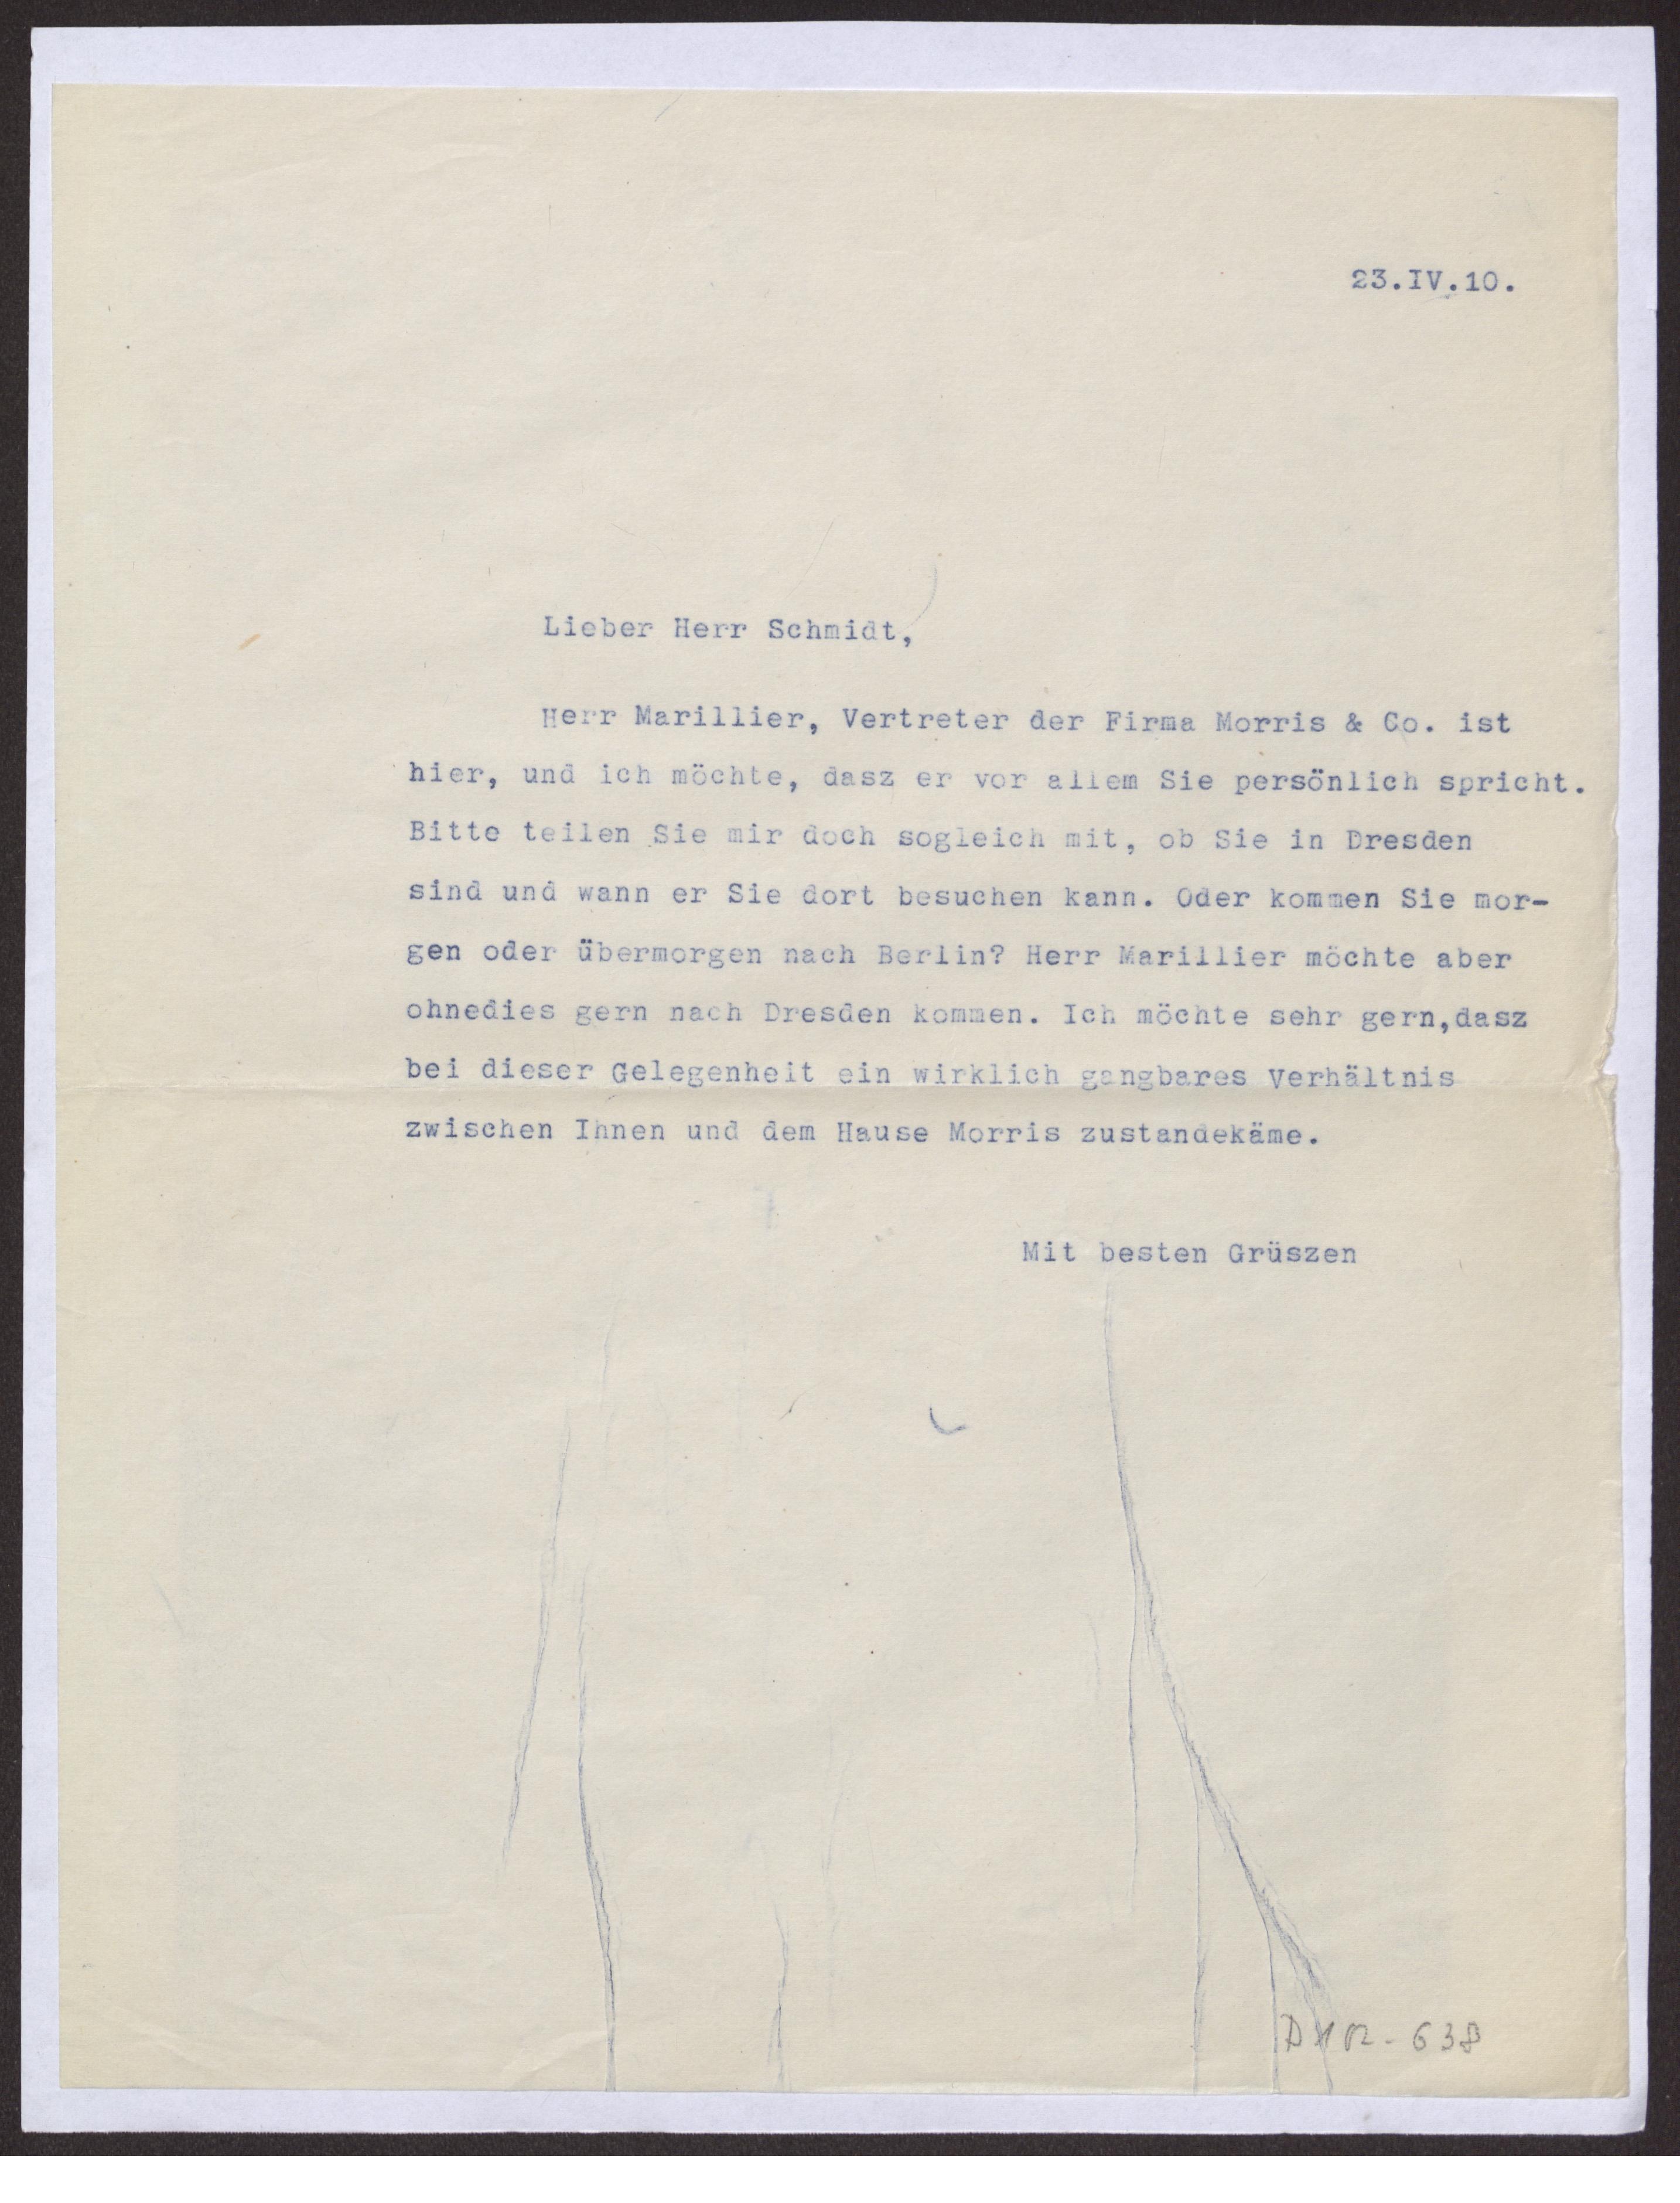 23.IV.10.
Lieber Herr Schmidt,
Herr Marillier, Vertreter der Firma Morris & Co. ist
hier, und ich möchte, dasz er vor allem Sie persönlich spricht.
Bitte teilen Sie mir doch sogleich mit, ob Sie in Dresden
sind und wann er Sie dort besuchen kann. Oder kommen Sie mor-
gen oder übermorgen nach Berlin? Herr Marillier möchte aber
ohnedies gern nach Dresden kommen. Ich möchte sehr gern,dasz
bei dieser Gelegenheit ein wirklich gangbares Verhältnis
zwischen Ihnen und dem Hause Morris zustandekäme.
Mit besten Grüszen
- 638